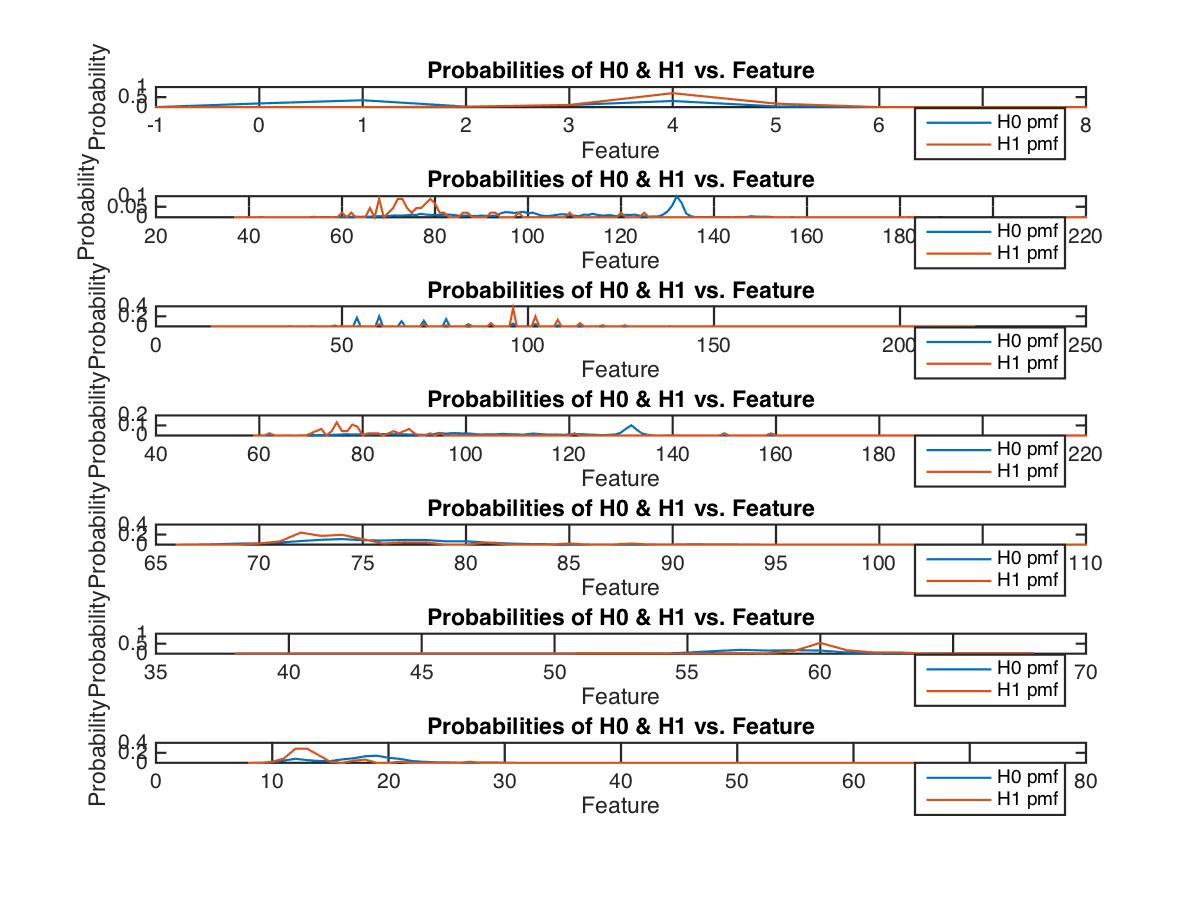 Probabilities of H0 & H1 vs. Feature
Probability
1
0.5
0
-1 0 1 2 3 4 5 6 8
Feature
H0 pmf
H1 pmf
Probabilities of H0 & H1 vs. Feature
Probability
0.1
0.05
0
20 40 60 80 100 120 140 160 180 220
Feature
H0 pmf
H1 pmf
Probabilities of H0 & H1 vs. Feature
Probability
0.4
0.2
0
0 50 100 150 200 250
Feature
H0 pmf
H1 pmf
Probabilities of H0 & H1 vs. Feature
Probability
0.2
0.1
0
40 60 80 100 120 140 160 180 220
Feature
H0 pmf
H1 pmf
Probabilities of H0 & H1 vs. Feature
Probability
0.4
0.2
0
65 70 75 80 85 90 95 100 110
Feature
H0 pmf
H1 pmf
Probabilities of H0 & H1 vs. Feature
Probability
1
0.5
0
35 40 45 50 55 60 70
Feature
H0 pmf
H1 pmf
Probabilities of H0 & H1 vs. Feature
Probability
0.4
0.2
0
0 10 20 30 40 50 60 80
Feature
H0 pmf
H1 pmf